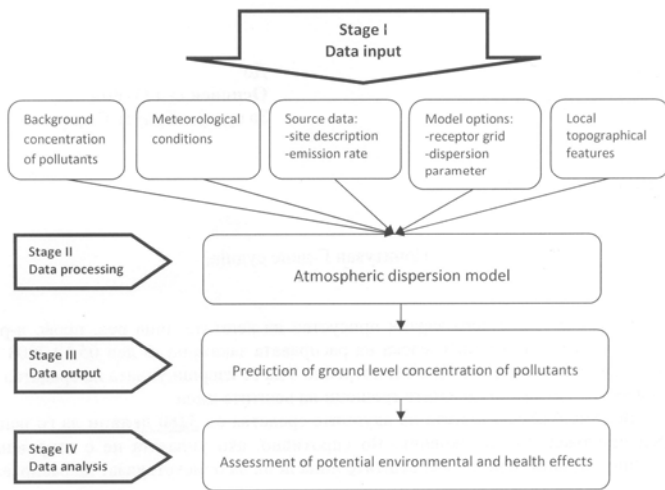 Stage I
Data input
Background
concentration
of pollutants
Meteorological
conditions
Source data:
-site description
-emission rate
Model options:
-receptor grid
-dispersion
parameter
Local
topographical
features
Stage II
Data processing
Atmospheric dispersion model
Stage III
Data output
Prediction of ground level concentration of pollutants
Stage IV
Data analysis
Assessment of potential environmental and health effects